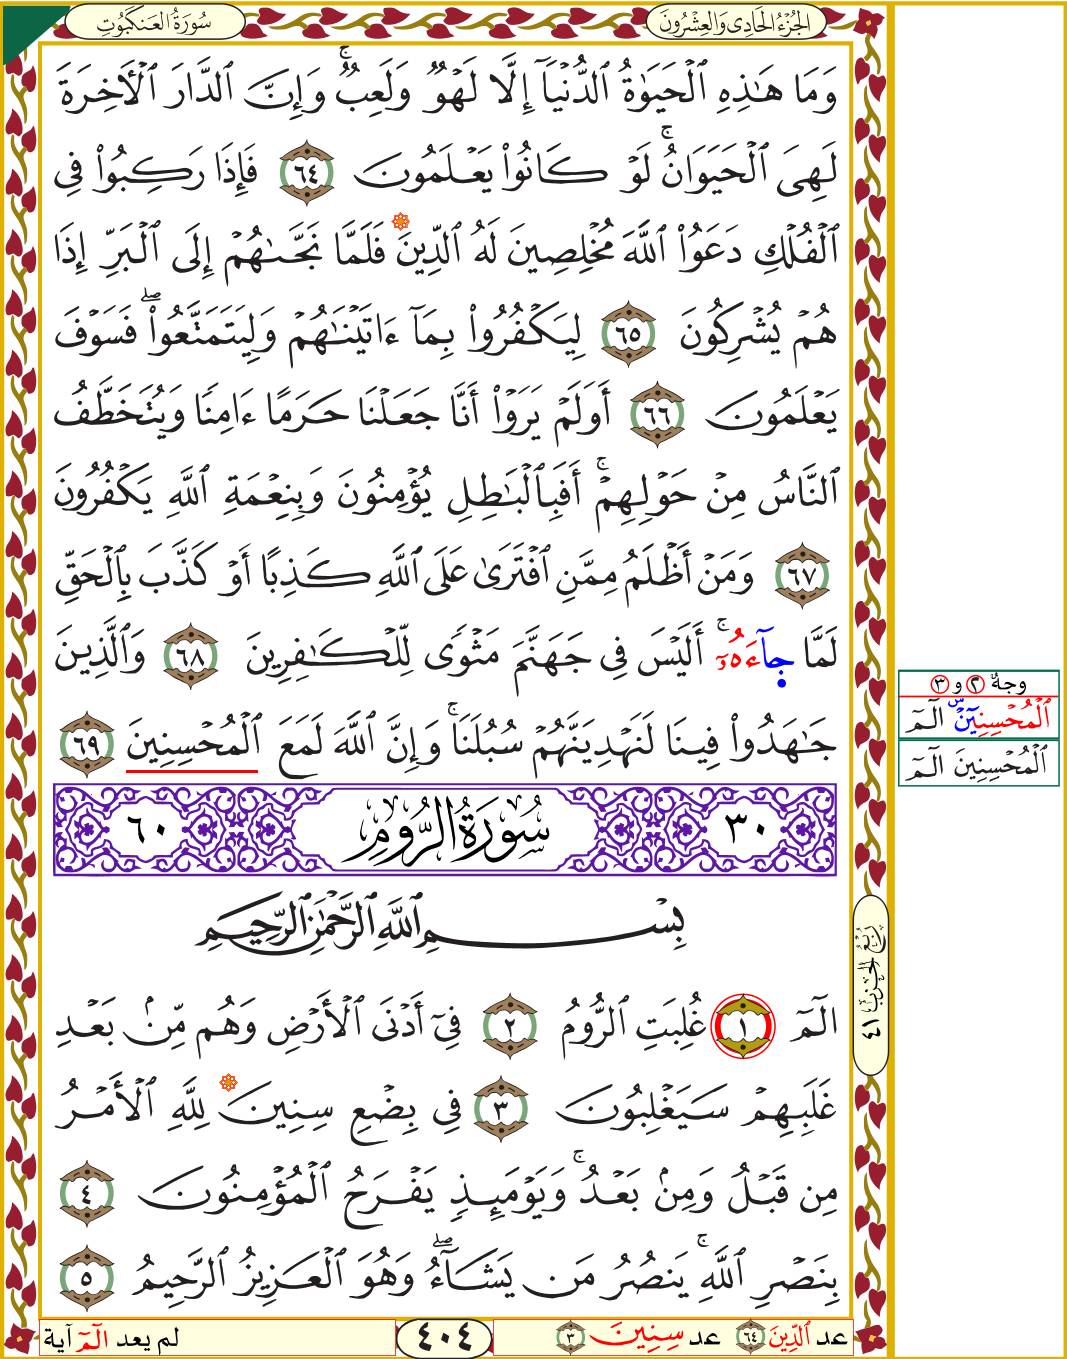 الجُزْءُ الحَادِى وَالعِشْرُونَ
سُورَةُ العَنكَبُوتِ
وَمَا هَـٰذِهِ ٱلْحَيَوٰةُ ٱلدُّنْيَآ إِلَّا لَهْوٌ وَلَعِبٌۚ وَإِنَّ ٱلدَّارَ ٱلْأَخِرَةَ
لَهِىَ ٱلْحَيَوَانُۚ لَوْ كَانُوا۟ يَعْلَمُونَ ٦٤ فَإِذَا رَكِبُوا۟ فِى
ٱلْفُلْكِ دَعَوُا۟ ٱللَّهَ مُخْلِصِينَ لَهُ ٱلدِّينَ فَلَمَّا نَجَّىٰهُمْ إِلَى ٱلْبَرِّ إِذَا
هُمْ يُشْرِكُونَ ٦٥ لِيَكْفُرُوا۟ بِمَآ ءَاتَيْنَـٰهُمْ وَلْيَتَمَتَّعُوا۟ۖ فَسَوْفَ
يَعْلَمُونَ ٦٦ أَوَلَمْ يَرَوْا۟ أَنَّا جَعَلْنَا حَرَمًا ءَامِنًا وَيُتَخَطَّفُ
ٱلنَّاسُ مِنْ حَوْلِهِمْۚ أَفَبِٱلْبَـٰطِلِ يُؤْمِنُونَ وَبِنِعْمَةِ ٱللَّهِ يَكْفُرُونَ
٦٧ وَمَنْ أَظْلَمُ مِمَّنِ ٱفْتَرَىٰ عَلَى ٱللَّهِ كَذِبًا أَوْ كَذَّبَ بِٱلْحَقِّ
لَمَّا جَآءَهُۥٓۚ أَلَيْسَ فِى جَهَنَّمَ مَثْوًى لِّلْكَـٰفِرِينَ ٦٨ وَٱلَّذِينَ
جَـٰهَدُوا۟ فِينَا لَنَهْدِيَنَّهُمْ سُبُلَنَاۚ وَإِنَّ ٱللَّهَ لَمَعَ ٱلْمُحْسِنِينَ ٦٩
٣٠ سُورَةُ الرُّومِ ٦٠
بِسْمِ ٱللَّهِ ٱلرَّحْمَـٰنِ ٱلرَّحِيمِ
الٓمٓ ١ غُلِبَتِ ٱلرُّومُ ٢ فِىٓ أَدْنَى ٱلْأَرْضِ وَهُم مِّنۢ بَعْدِ
غَلَبِهِمْ سَيَغْلِبُونَ ٣ فِى بِضْعِ سِنِينَ لِلَّهِ ٱلْأَمْرُ
مِن قَبْلُ وَمِنۢ بَعْدُۚ وَيَوْمَئِذٍ يَفْرَحُ ٱلْمُؤْمِنُونَ ٤
بِنَصْرِ ٱللَّهِۚ يَنصُرُ مَن يَشَآءُۖ وَهُوَ ٱلْعَزِيزُ ٱلرَّحِيمُ ٥
وجهٌ ٢ و ٣
ٱلْمُحْسِنِينَ الٓمٓ
ٱلْمُحْسِنِينَ الٓمٓ
رُبْعُ الحِزْبِ ٤١
عد ٱلدِّينَ ٦٤ عد سِنِينَ ٣
٤٠٤
لم يعد الٓمٓ آية